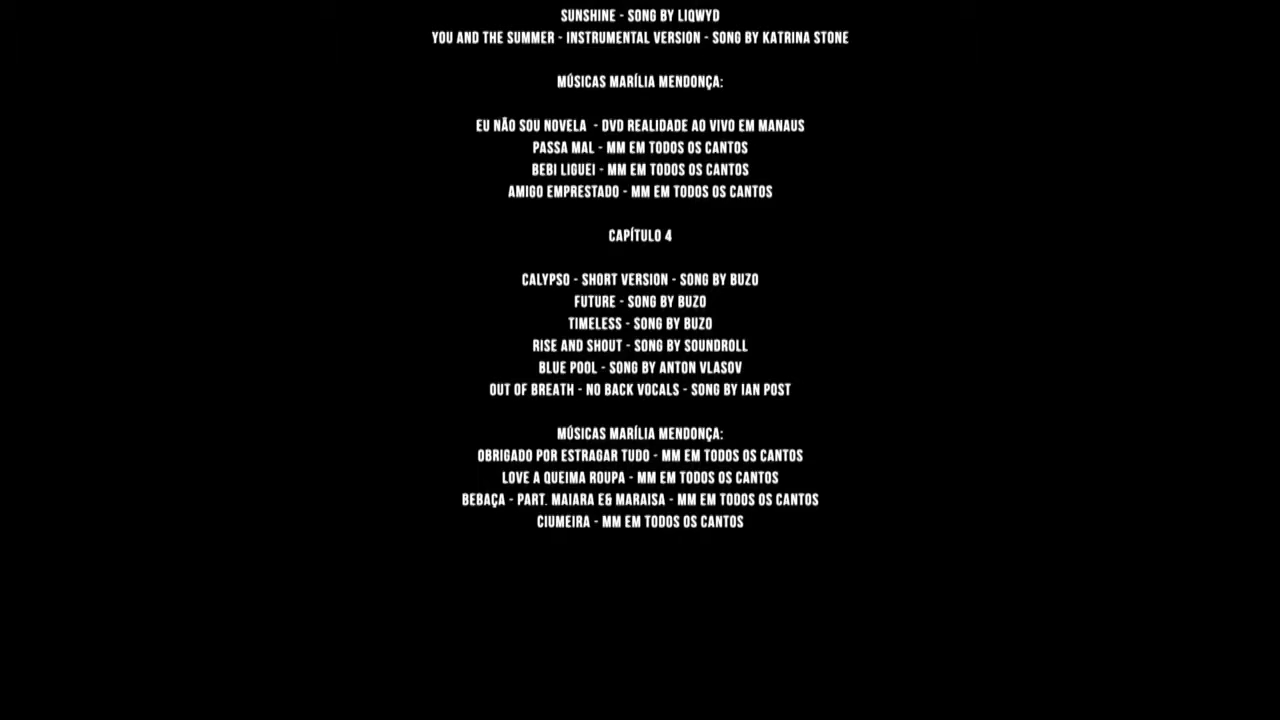 SUNSHINE - SONG BY LIQWYD
YOU AND THE SUMMER - INSTRUMENTAL VERSION - SONG BY KATRINA STONE
MÚSICAS MARÍLIA MENDONÇA:
EU NÃO SOU NOVELA - DVD REALIDADE AO VIVO EM MANAUS
PASSA MAL - MM EM TODOS OS CANTOS
BEBI LIGUEI - MM EM TODOS OS CANTOS
AMIGO EMPRESTADO - MM EM TODOS OS CANTOS
CAPÍTULO 4
CALYPSO - SHORT VERSION - SONG BY BUZO
FUTURE - SONG BY BUZO
TIMELESS - SONG BY BUZO
RISE AND SHOUT - SONG BY SOUNDROLL
BLUE POOL - SONG BY ANTON VLASOV
OUT OF BREATH - NO BACK VOCALS - SONG BY IAN POST
MÚSICAS MARÍLIA MENDONÇA:
OBRIGADO POR ESTRAGAR TUDO - MM EM TODOS OS CANTOS
LOVE A QUEIMA ROUPA - MM EM TODOS OS CANTOS
BEBAÇA - PART. MAIARA E& MARAISA - MM EM TODOS OS CANTOS
CIUMEIRA - MM EM TODOS OS CANTOS